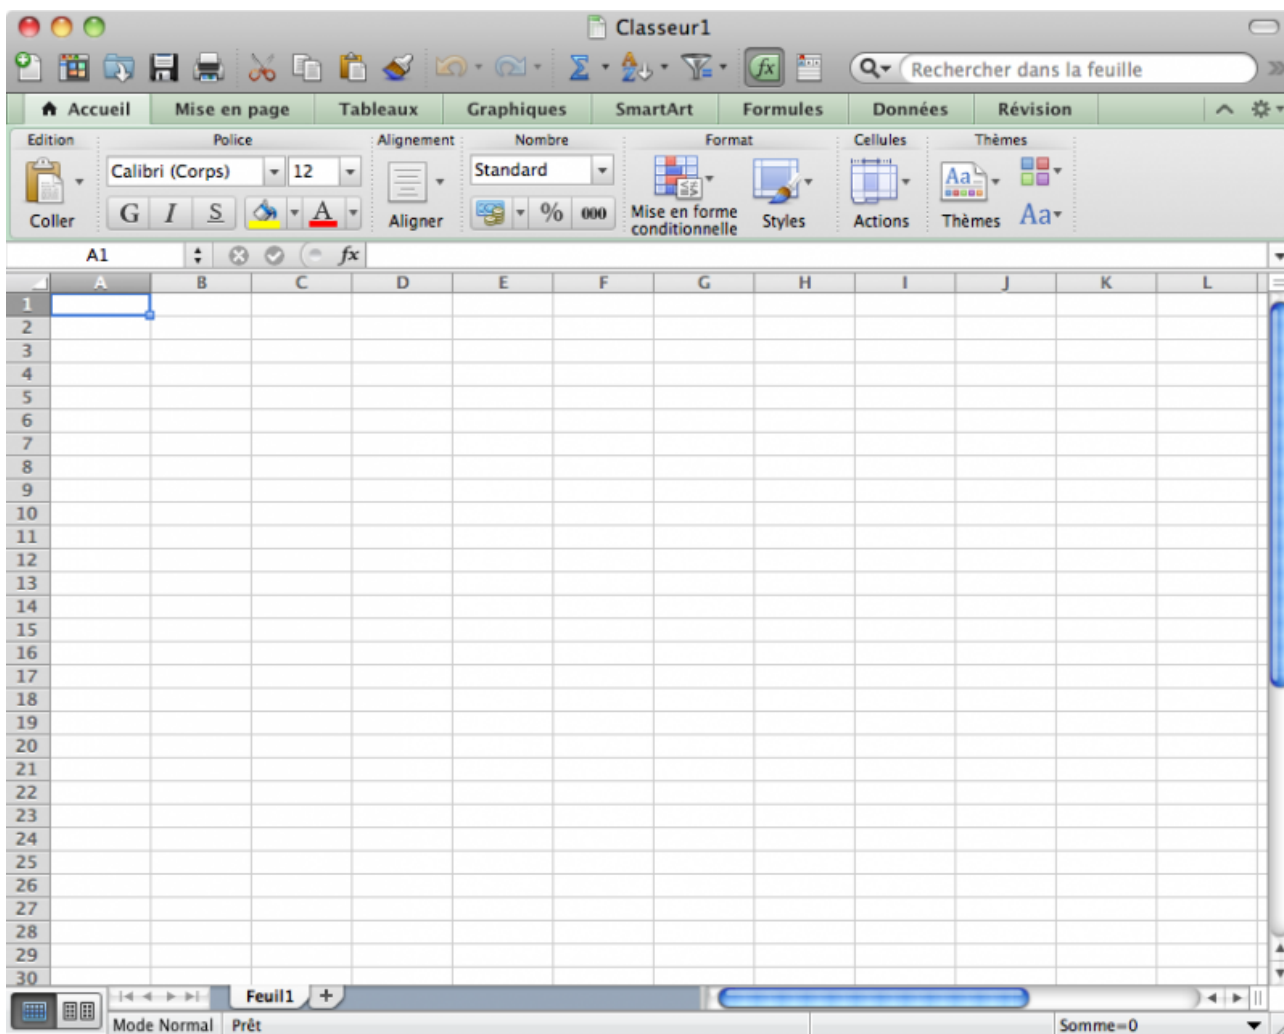 Classeur1
fx Rechercher dans la feuille
Accueil Mise en page Tableaux Graphiques SmartArt Formules Données Révision
Edition Police Alignement Nombre Format Cellules Thèmes
Calibri (Corps) 12 Standard
Aa
G I S A % 000 Aa
Coller Aligner Mise en forme conditionnelle Styles Actions Thèmes
A1 fx
A B C D E F G H I J K L
1
2
3
4
5
6
7
8
9
10
11
12
13
14
15
16
17
18
19
20
21
22
23
24
25
26
27
28
29
30
Feuil1 +
Mode Normal Prêt Somme=0